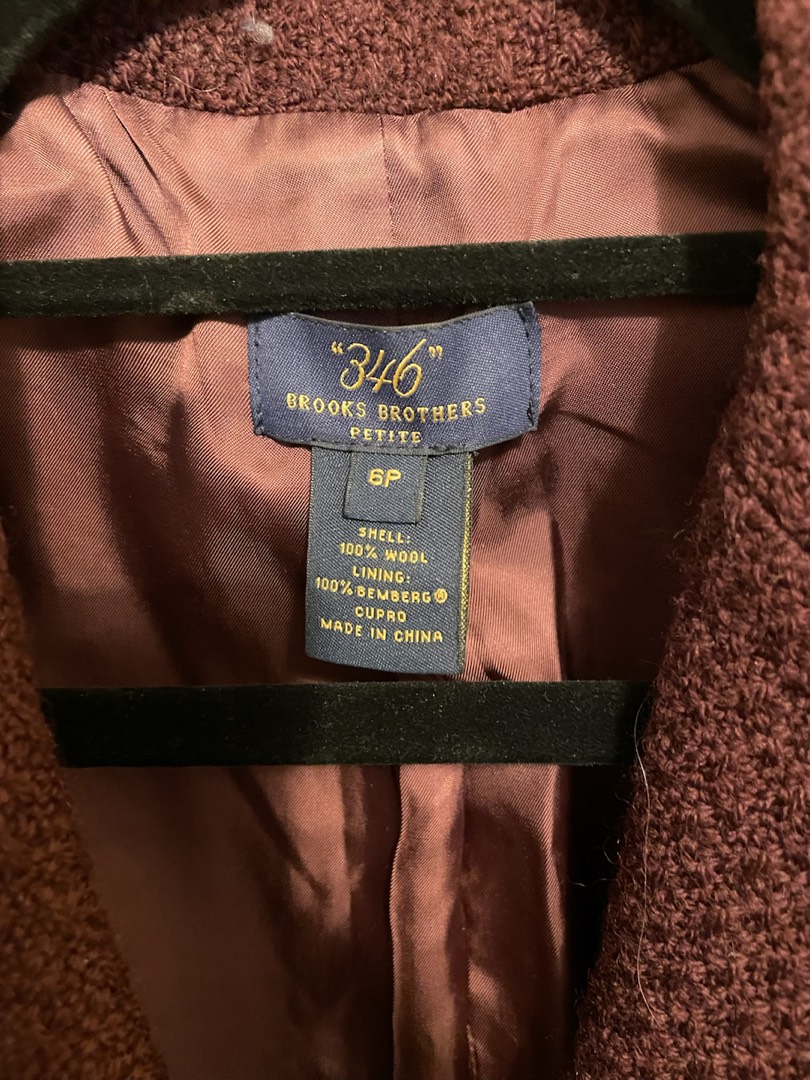 “346”
BROOKS BROTHERS
PETITE
6P
SHELL:
100% WOOL
LINING:
100% BEMBERG®
CUPRO
MADE IN CHINA